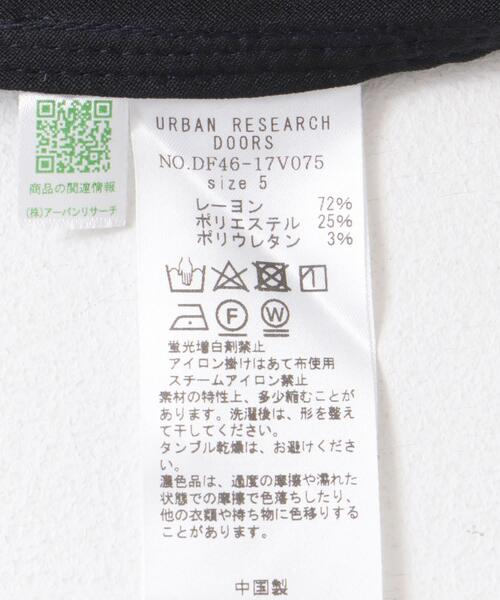 商品の関連情報
(株)アーバンリサーチ
URBAN RESEARCH
DOORS
NO.DF46-17V075
size 5
レーヨン 72%
ポリエステル 25%
ポリウレタン 3%
F W
蛍光増白剤禁止
アイロン掛けはあて布使用
スチームアイロン禁止
素材の特性上、多少縮むことが
あります。洗濯後は、形を整え
て干してください。
タンブル乾燥は、お避けくださ
い。
濃色品は、過度の摩擦や濡れた
状態での摩擦で色落ちしたり、
他の衣類や持ち物に色移りする
ことがあります。
中国製